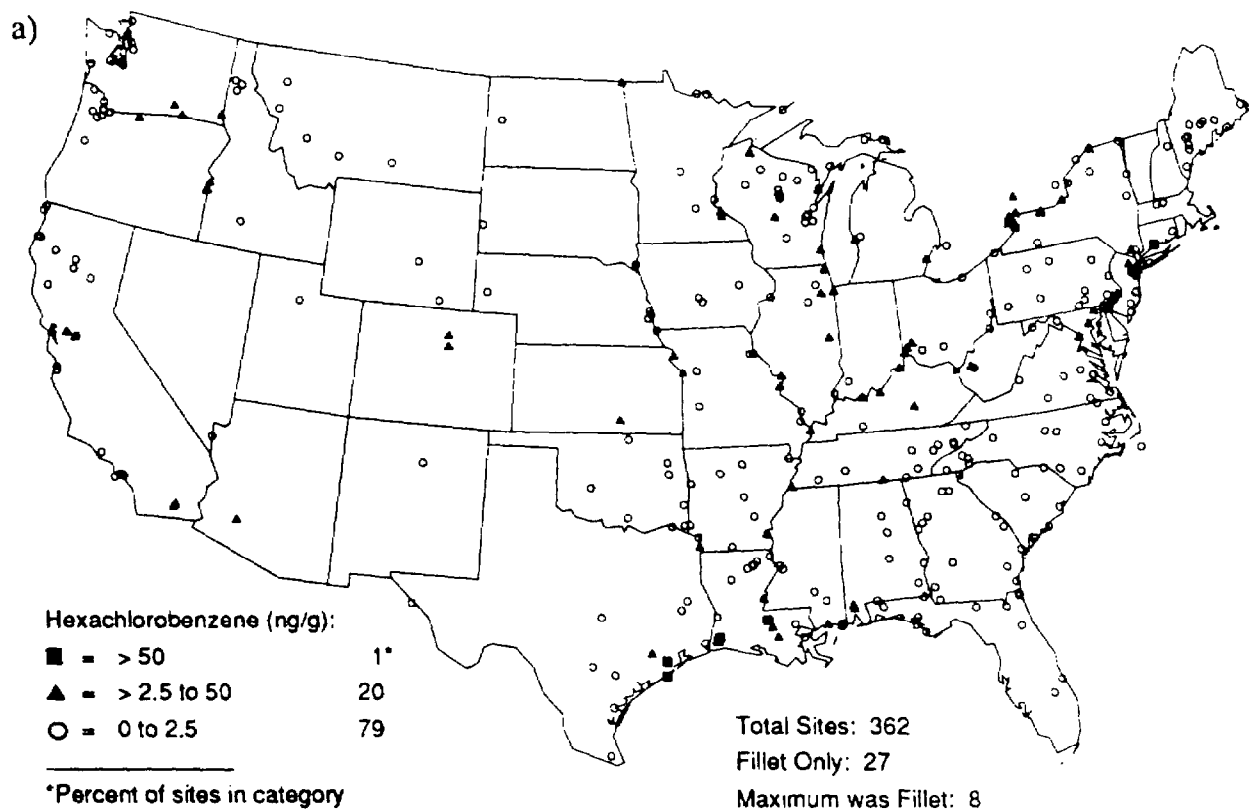 a)
Hexachlorobenzene (ng/g):
■ = > 50 1*
▲ = > 2.5 to 50 20
○ = 0 to 2.5 79
*Percent of sites in category
Total Sites: 362
Fillet Only: 27
Maximum was Fillet: 8